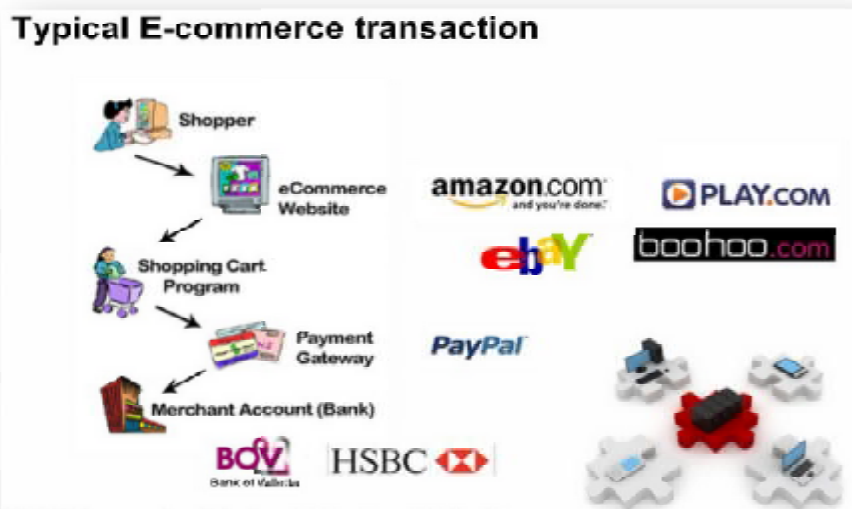 Typical E-commerce transaction
Shopper
eCommerce
Website
amazon.com
and you're done.
PLAY.COM
ebaY
boohoo.com
Shopping Cart
Program
Payment
Gateway
PayPal
Merchant Account (Bank)
BOV
Bank of Valletta
HSBC